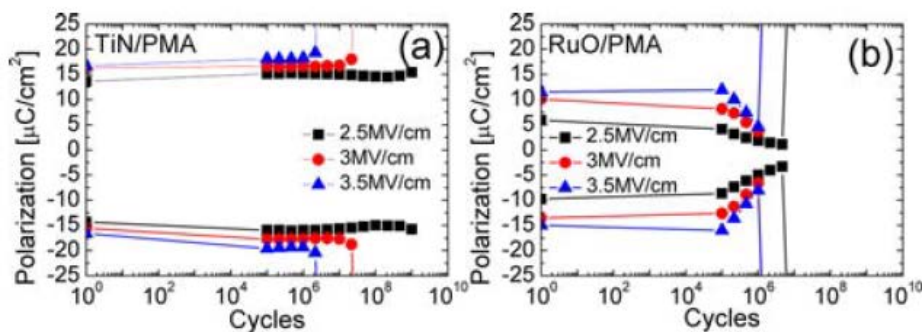 TiN/PMA
(a)
25
20
15
10
5
0
-5
-10
-15
-20
-25
Polarization [µC/cm²]
2.5MV/cm
3MV/cm
3.5MV/cm
10⁰ 10² 10⁴ 10⁶ 10⁸ 10¹⁰
Cycles
RuO/PMA
(b)
25
20
15
10
5
0
-5
-10
-15
-20
-25
Polarization [µC/cm²]
2.5MV/cm
3MV/cm
3.5MV/cm
10⁰ 10² 10⁴ 10⁶ 10⁸ 10¹⁰
Cycles